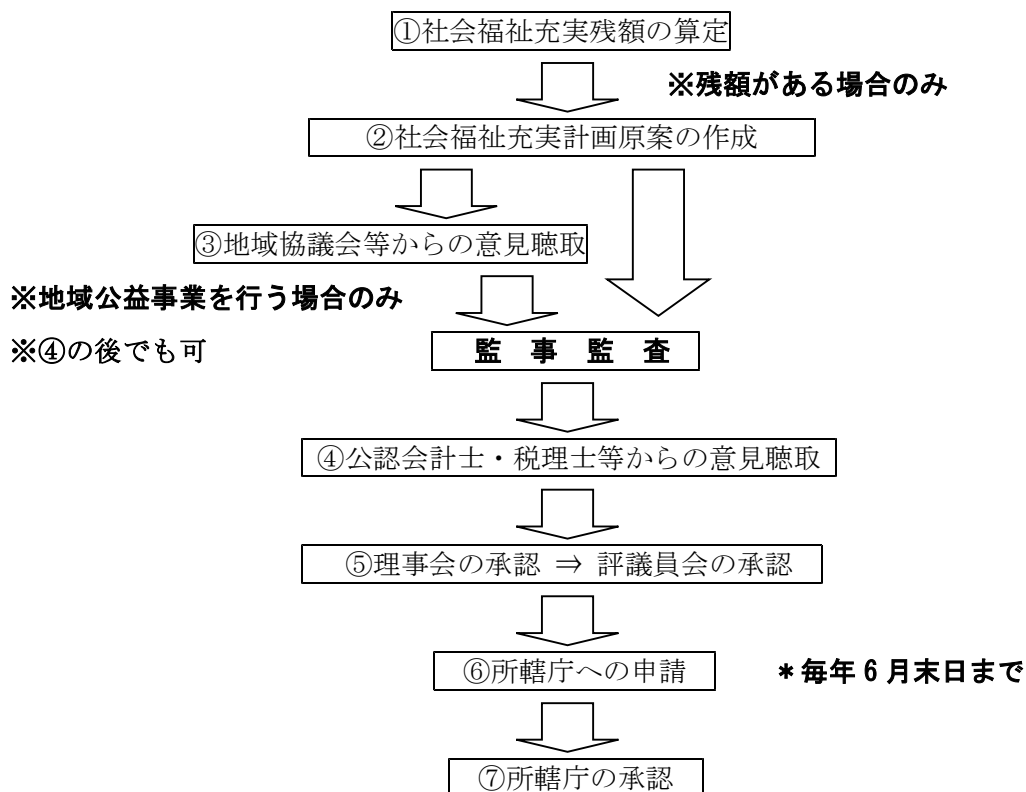 ①社会福祉充実残額の算定
※残額がある場合のみ
②社会福祉充実計画原案の作成
③地域協議会等からの意見聴取
※地域公益事業を行う場合のみ
※④の後でも可
監 事 監 査
④公認会計士・税理士等からの意見聴取
⑤理事会の承認 ⇒ 評議員会の承認
⑥所轄庁への申請
＊毎年6月末日まで
⑦所轄庁の承認